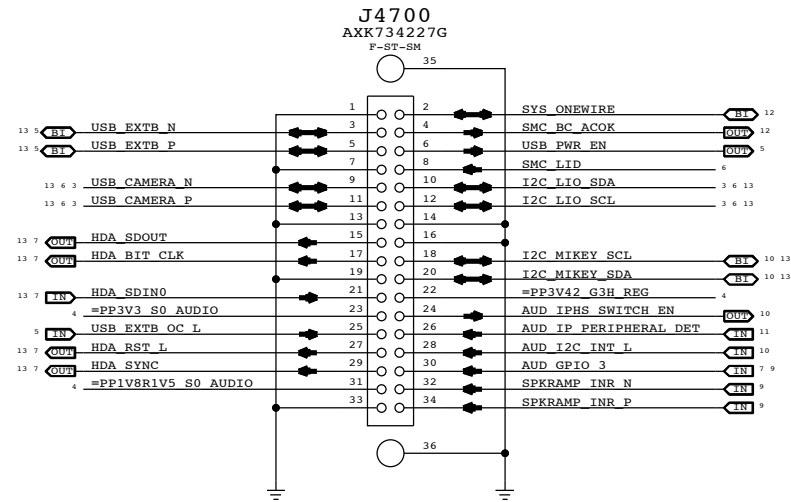 J4700
AXK734227G
F-ST-SM
35
1 2 SYS_ONEWIRE BI 12
13 5 BI USB_EXTB_N 3 4 SMC_BC_ACOK OUT 12
13 5 BI USB_EXTB_P 5 6 USB_PWR_EN OUT 5
7 8 SMC_LID 6
13 6 3 USB_CAMERA_N 9 10 I2C_LIO_SDA 3 6 13
13 6 3 USB_CAMERA_P 11 12 I2C_LIO_SCL 3 6 13
13 14
13 7 OUT HDA_SDOUT 15 16
13 7 OUT HDA_BIT_CLK 17 18 I2C_MIKEY_SCL BI 10 13
19 20 I2C_MIKEY_SDA BI 10 13
13 7 IN HDA_SDIN0 21 22 =PP3V42_G3H_REG 4
4 =PP3V3_S0_AUDIO 23 24 AUD_IPHS_SWITCH_EN OUT 10
5 IN USB_EXTB_OC_L 25 26 AUD_IP_PERIPHERAL_DET IN 11
13 7 OUT HDA_RST_L 27 28 AUD_I2C_INT_L IN 10
13 7 OUT HDA_SYNC 29 30 AUD_GPIO_3 IN 7 9
4 =PP1V8R1V5_S0_AUDIO 31 32 SPKRAMP_INR_N IN 9
33 34 SPKRAMP_INR_P IN 9
36